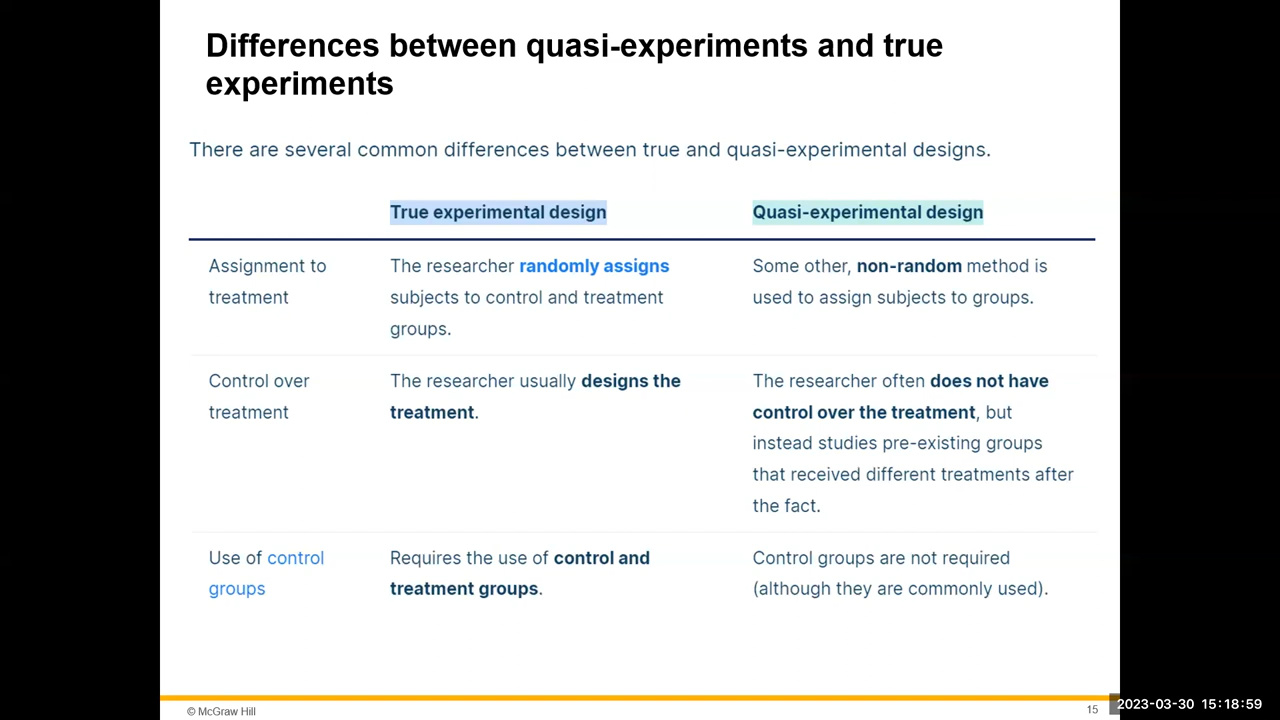 Differences between quasi-experiments and true
experiments
There are several common differences between true and quasi-experimental designs.
True experimental design
Quasi-experimental design
Assignment to
treatment
The researcher randomly assigns
subjects to control and treatment
groups.
Some other, non-random method is
used to assign subjects to groups.
Control over
treatment
The researcher usually designs the
treatment.
The researcher often does not have
control over the treatment, but
instead studies pre-existing groups
that received different treatments after
the fact.
Use of control
groups
Requires the use of control and
treatment groups.
Control groups are not required
(although they are commonly used).
© McGraw Hill
15
2023-03-30 15:18:59